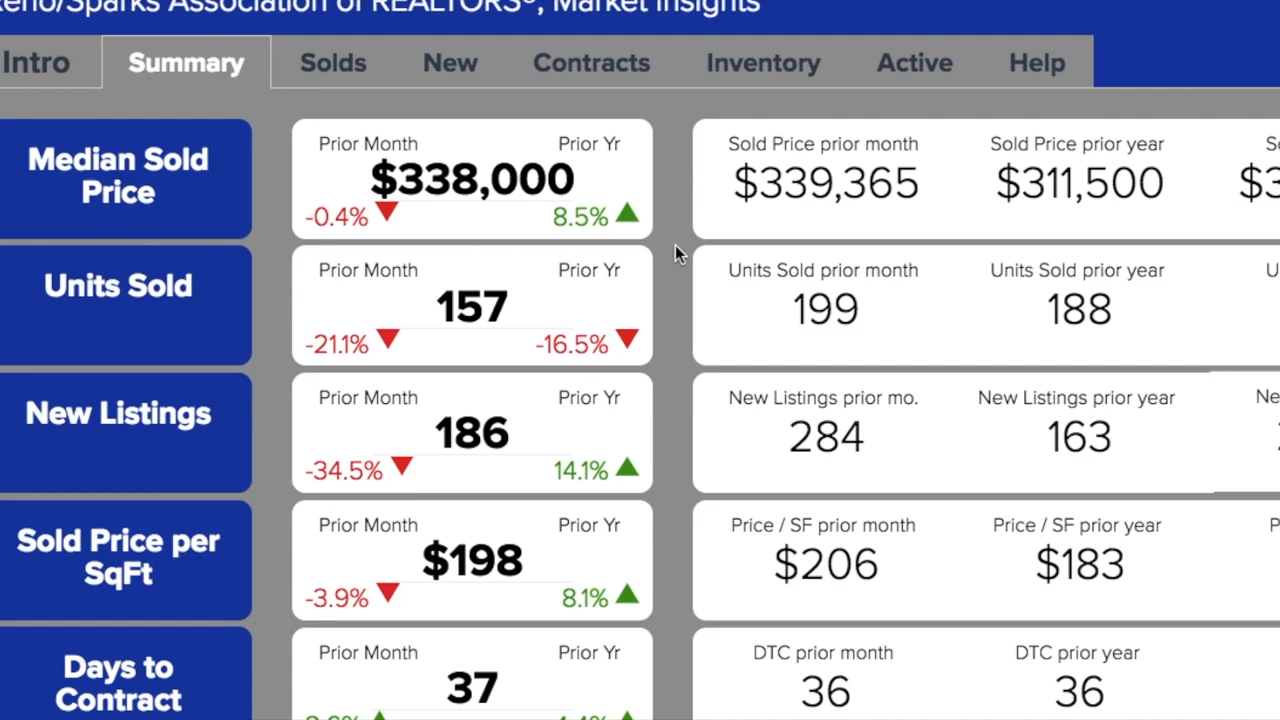 Association of REALTORS®, Market Insights
Intro Summary Solds New Contracts Inventory Active Help
Median Sold
Price
Prior Month Prior Yr
$338,000
-0.4% 8.5%
Sold Price prior month Sold Price prior year
$339,365 $311,500
Units Sold
Prior Month Prior Yr
157
-21.1% -16.5%
Units Sold prior month Units Sold prior year
199 188
New Listings
Prior Month Prior Yr
186
-34.5% 14.1%
New Listings prior mo. New Listings prior year
284 163
Sold Price per
SqFt
Prior Month Prior Yr
$198
-3.9% 8.1%
Price / SF prior month Price / SF prior year
$206 $183
Days to
Contract
Prior Month Prior Yr
37
DTC prior month DTC prior year
36 36